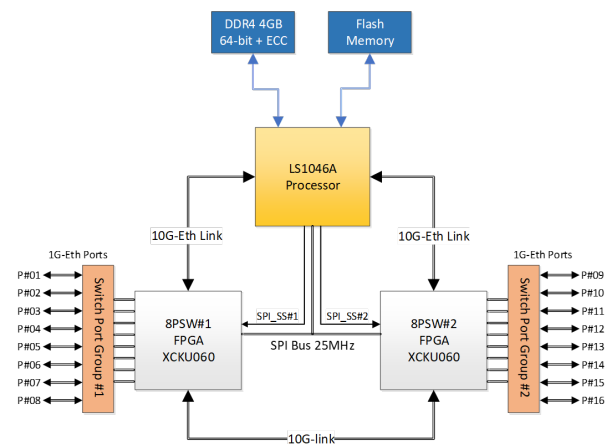 DDR4 4GB
64-bit + ECC
Flash
Memory
LS1046A
Processor
10G-Eth Link
10G-Eth Link
1G-Eth Ports
1G-Eth Ports
P#01
P#02
P#03
P#04
P#05
P#06
P#07
P#08
Switch Port Group #1
8PSW#1
FPGA
XCKU060
SPI_SS#1
SPI_SS#2
SPI Bus 25MHz
8PSW#2
FPGA
XCKU060
Switch Port Group #2
P#09
P#10
P#11
P#12
P#13
P#14
P#15
P#16
10G-link